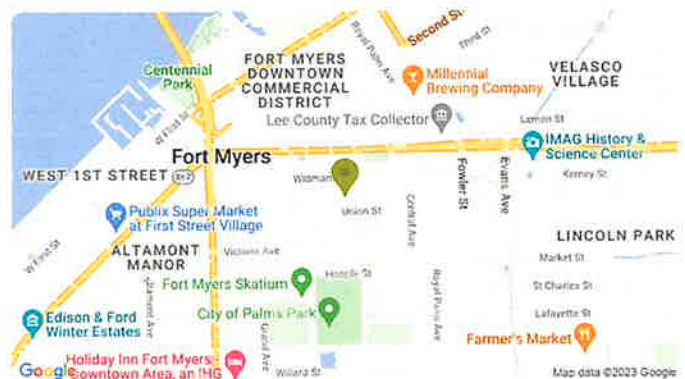 Second St
Third St
Royal Palm Ave
Centennial
Park
FORT MYERS
DOWNTOWN
COMMERCIAL
DISTRICT
VELASCO
VILLAGE
Millennial
Brewing Company
W First St
Lee County Tax Collector
Lemon St
IMAG History &
Science Center
Fort Myers
WEST 1ST STREET
Widman
Fowler St
Evans Ave
Union St
Central Ave
Publix Super Market
at First Street Village
W First St
ALTAMONT
MANOR
Victoria Ave
LINCOLN PARK
Market St
Fort Myers Skatium
St Charles St
City of Palms Park
Royal Palm Ave
Lafayette St
Edison & Ford
Winter Estates
Grand Ave
Farmer's Market
Holiday Inn Fort Myers
Downtown Area, an IHG
Willard St
Google
Map data ©2023 Google